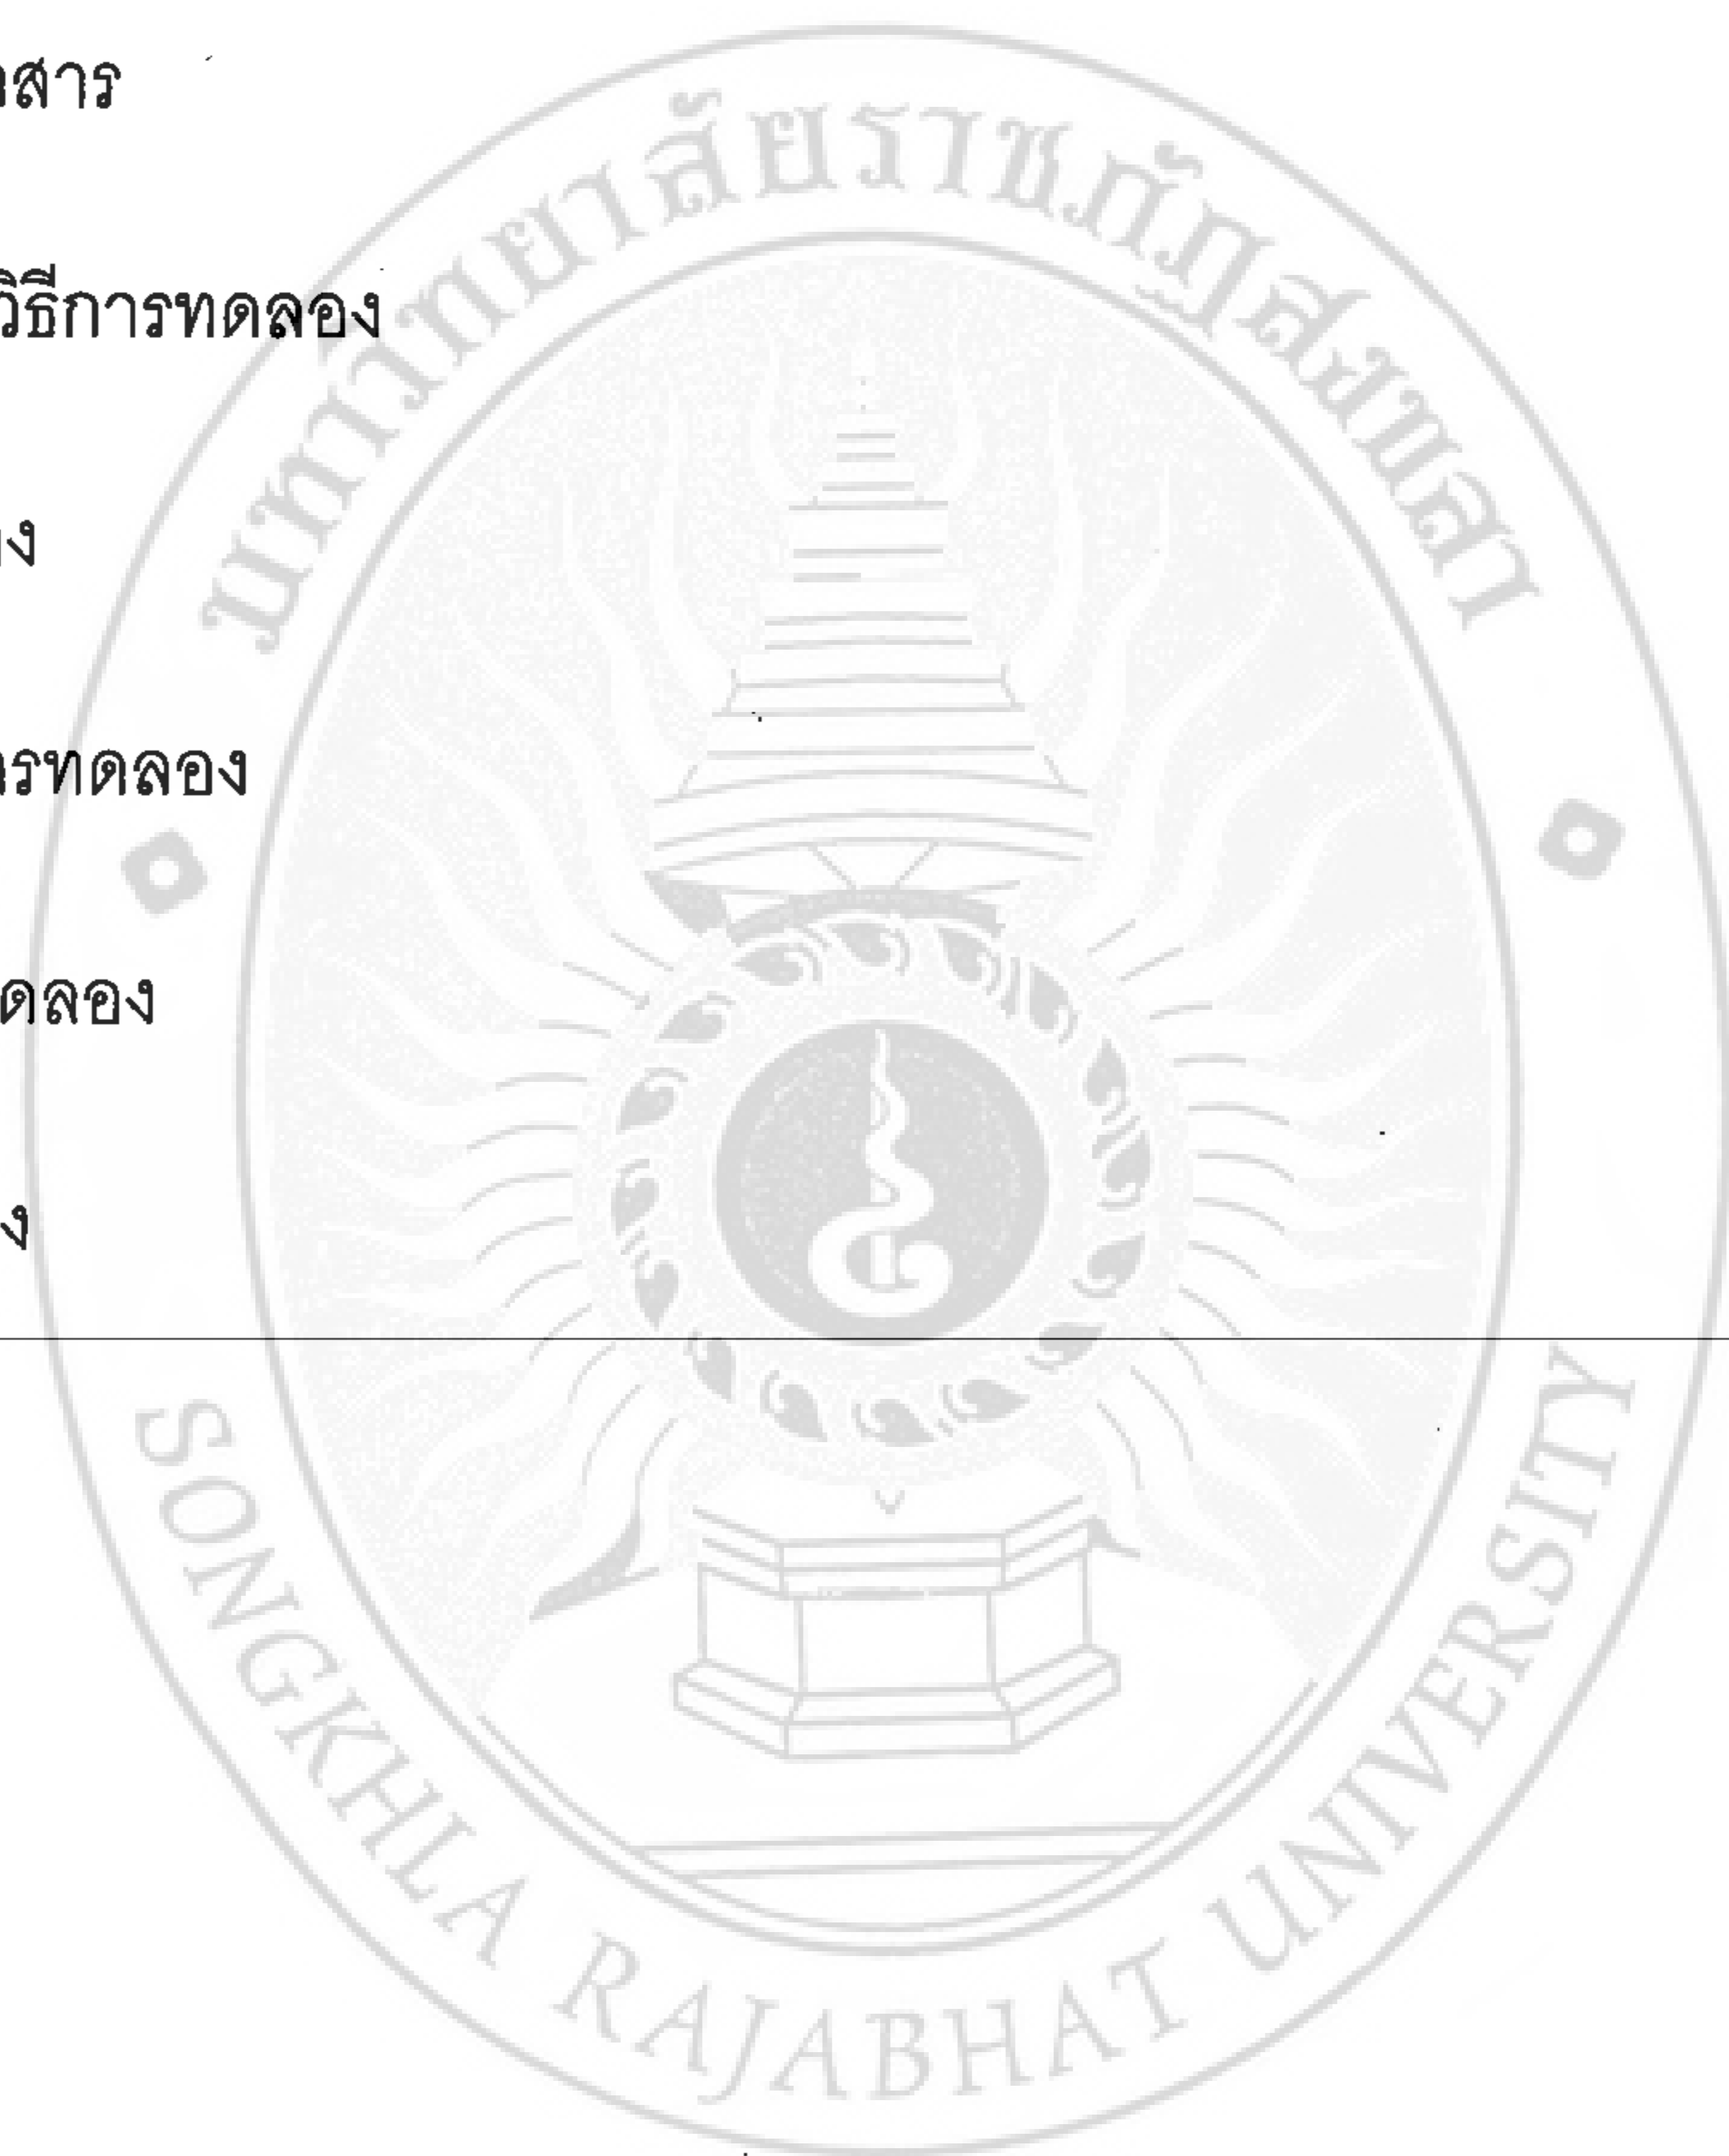 สาร
มหาวิทยาลัยราชภัฏสงขลา
วิธีการทดลอง
ง
รทดลอง
ดลอง
ง
SONGKHLA RAJABHAT UNIVERSITY